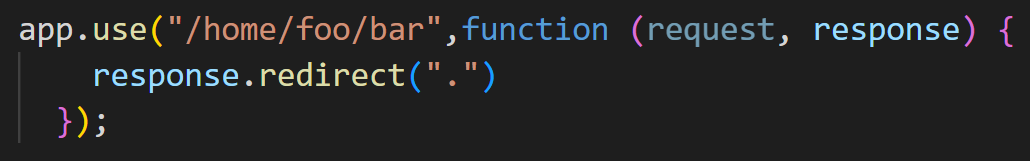 app.use("/home/foo/bar",function (request, response) {
    response.redirect(".")
  });